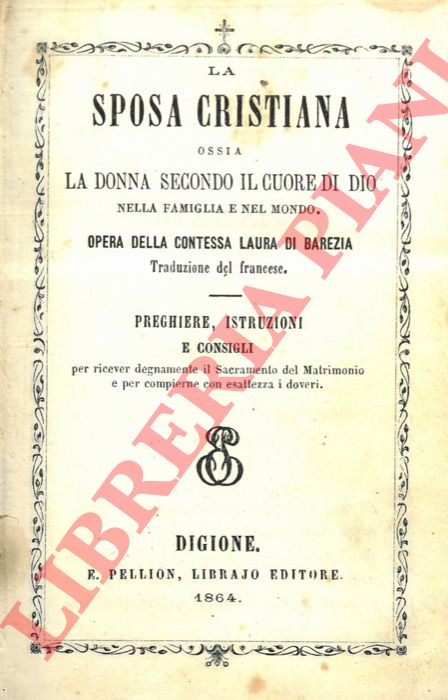 LA
SPOSA CRISTIANA
OSSIA
LA DONNA SECONDO IL CUORE DI DIO
NELLA FAMIGLIA E NEL MONDO.
OPERA DELLA CONTESSA LAURA DI BAREZIA
Traduzione del francese.
PREGHIERE, ISTRUZIONI
E CONSIGLI
per ricever degnamente il Sacramento del Matrimonio
e per compierne con esattezza i doveri.
DIGIONE.
E. PELLION, LIBRAJO EDITORE.
1864.
LIBRERIA PIANI